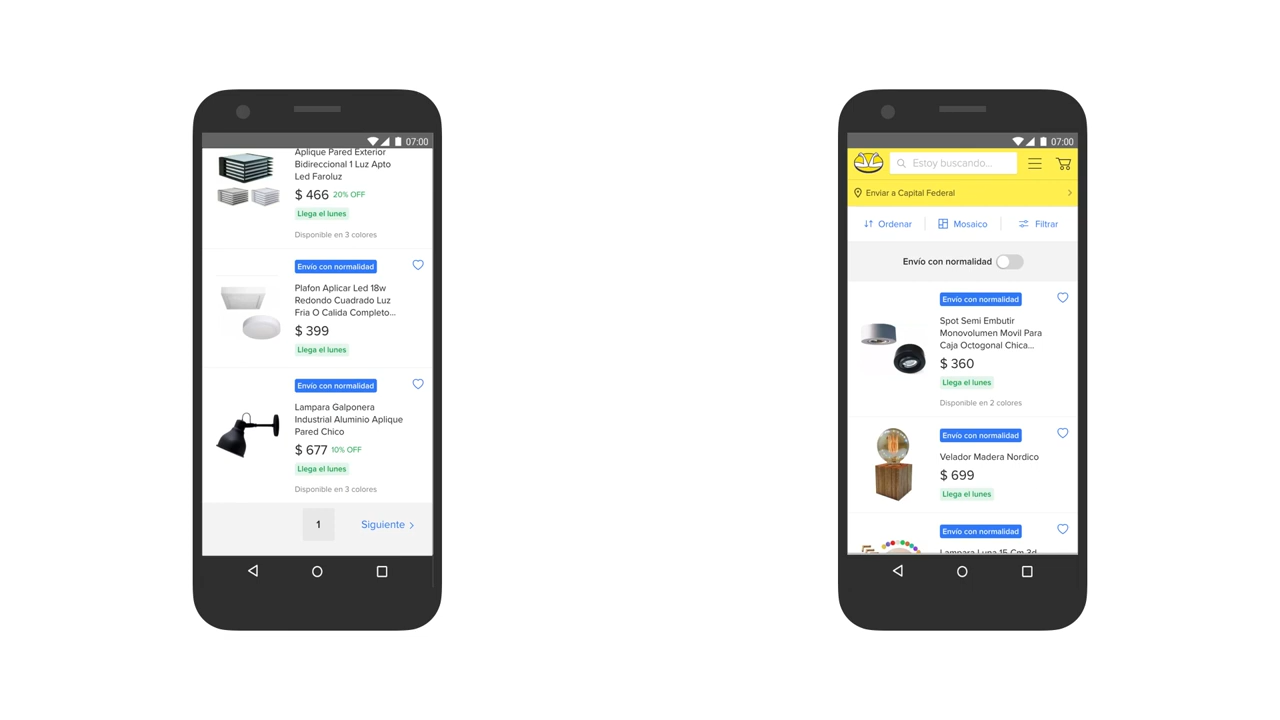 07:00
Aplique Pared Exterior
Bidireccional 1 Luz Apto
Led Faroluz
$ 466 20% OFF
Llega el lunes
Disponible en 3 colores
Envío con normalidad
Plafon Aplicar Led 18w
Redondo Cuadrado Luz
Fria O Calida Completo...
$ 399
Llega el lunes
Envío con normalidad
Lampara Galponera
Industrial Aluminio Aplique
Pared Chico
$ 677 10% OFF
Llega el lunes
Disponible en 3 colores
1 Siguiente
07:00
Estoy buscando...
Enviar a Capital Federal
Ordenar Mosaico Filtrar
Envío con normalidad
Envío con normalidad
Spot Semi Embutir
Monovolumen Movil Para
Caja Octogonal Chica...
$ 360
Llega el lunes
Disponible en 2 colores
Envío con normalidad
Velador Madera Nordico
$ 699
Llega el lunes
Envío con normalidad
Lampara Luna 15 Cm 3d